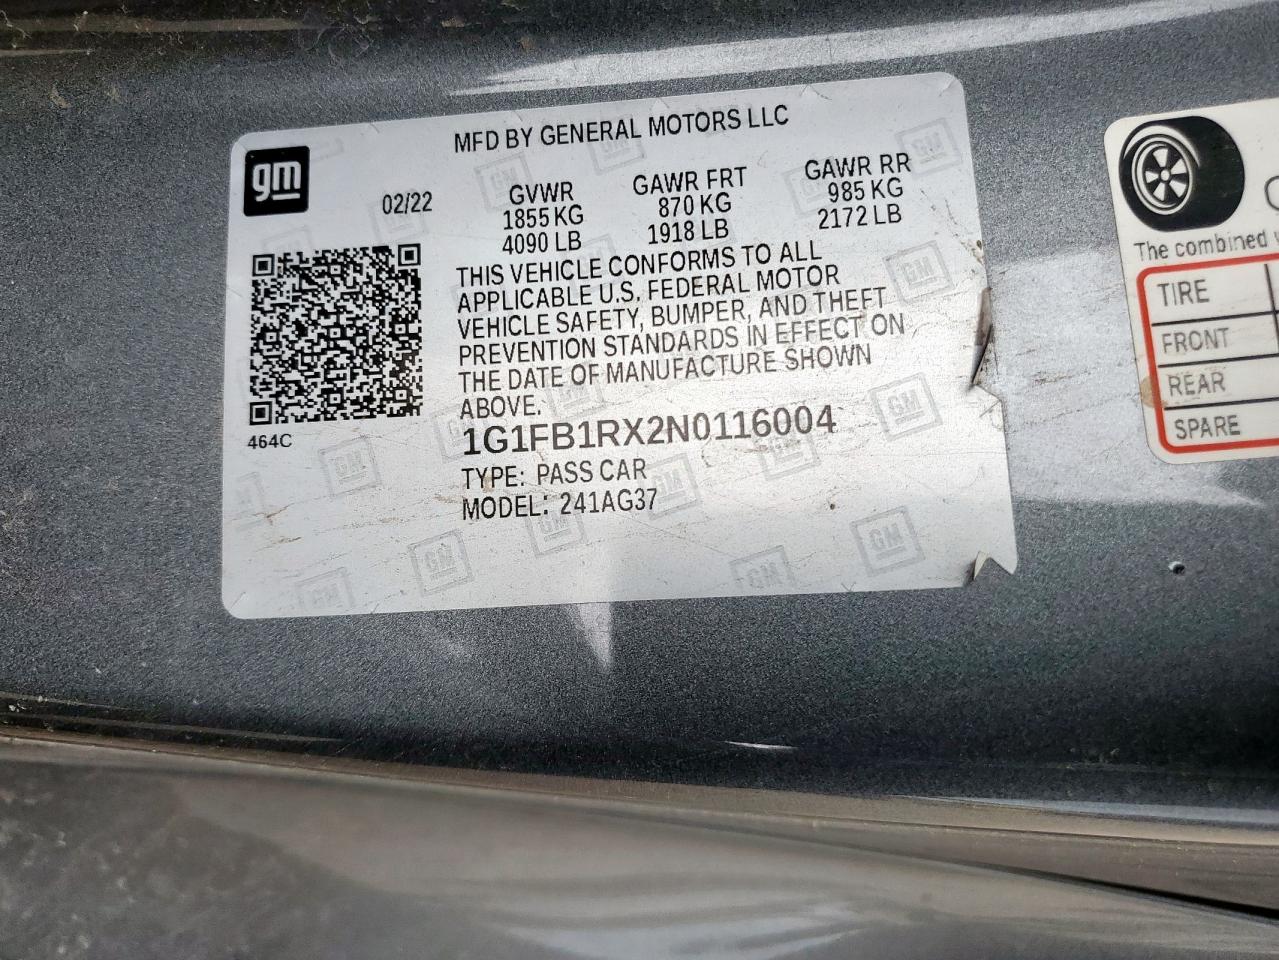 gm
MFD BY GENERAL MOTORS LLC
02/22
GVWR
1855 KG
4090 LB
GAWR FRT
870 KG
1918 LB
GAWR RR
985 KG
2172 LB
THIS VEHICLE CONFORMS TO ALL
APPLICABLE U.S. FEDERAL MOTOR
VEHICLE SAFETY, BUMPER, AND THEFT
PREVENTION STANDARDS IN EFFECT ON
THE DATE OF MANUFACTURE SHOWN
ABOVE.
464C
1G1FB1RX2N0116004
TYPE: PASS CAR
MODEL: 241AG37
The combined
TIRE
FRONT
REAR
SPARE